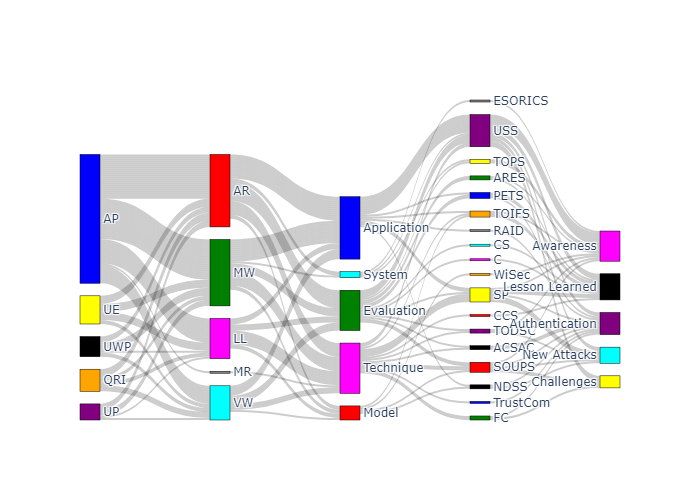 AP
UE
UWP
QRI
UP
AR
MW
LL
MR
VW
Application
System
Evaluation
Technique
Model
ESORICS
USS
TOPS
ARES
PETS
TOIFS
RAID
CS
C
WiSec
SP
CCS
TODSC
ACSAC
SOUPS
NDSS
TrustCom
FC
Awareness
Lesson Learned
Authentication
New Attacks
Challenges